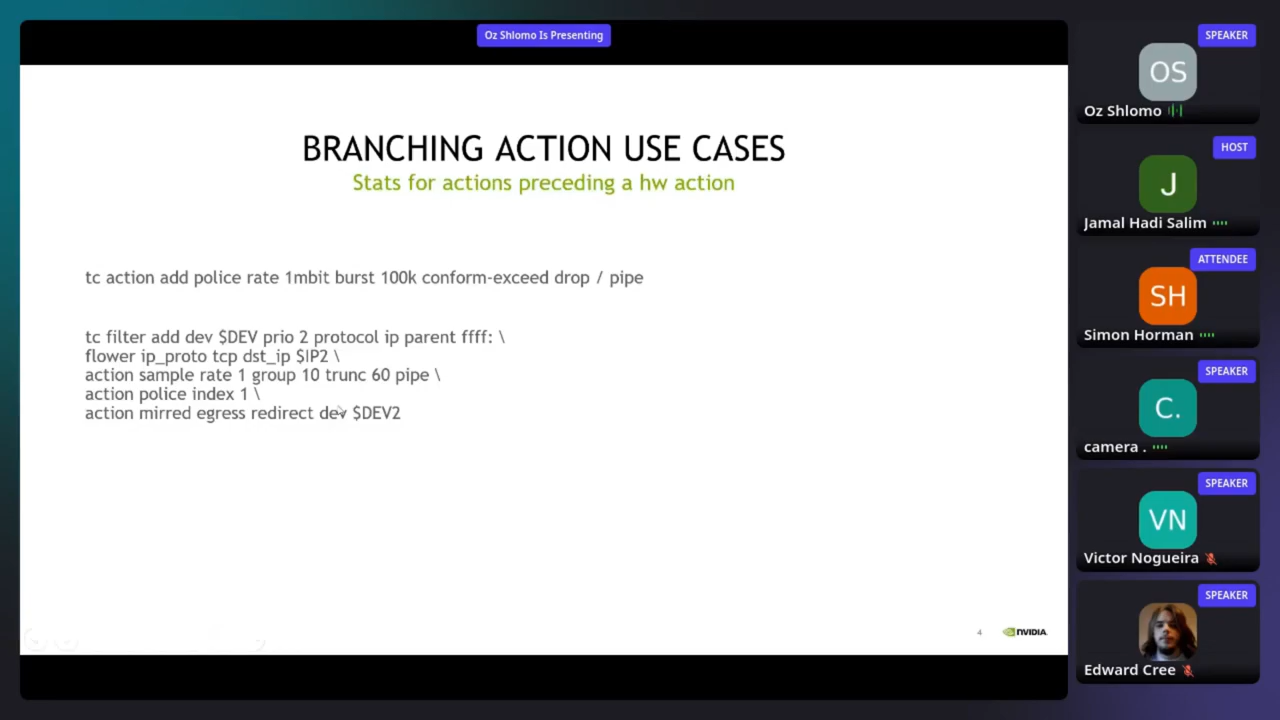 Oz Shlomo Is Presenting
BRANCHING ACTION USE CASES
Stats for actions preceding a hw action
tc action add police rate 1mbit burst 100k conform-exceed drop / pipe
tc filter add dev $DEV prio 2 protocol ip parent ffff: \
flower ip_proto tcp dst_ip $IP2 \
action sample rate 1 group 10 trunc 60 pipe \
action police index 1 \
action mirred egress redirect dev $DEV2
4
NVIDIA
SPEAKER
OS
Oz Shlomo
HOST
J
Jamal Hadi Salim
ATTENDEE
SH
Simon Horman
SPEAKER
C.
camera .
SPEAKER
VN
Victor Nogueira
SPEAKER
Edward Cree